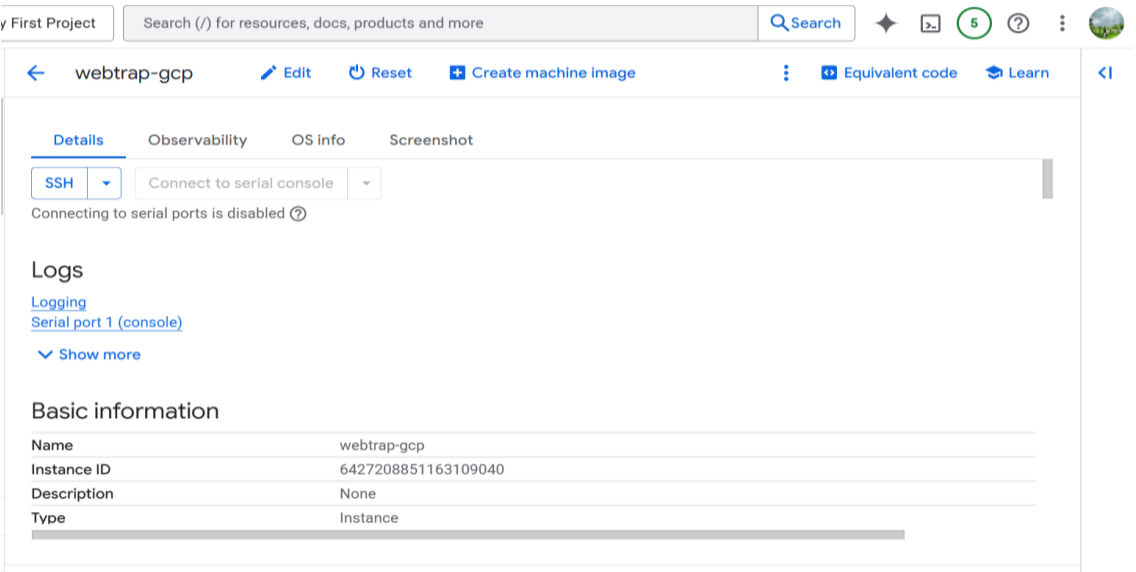 y First Project
Search (/) for resources, docs, products and more
Search
5
webtrap-gcp
Edit
Reset
Create machine image
Equivalent code
Learn
Details
Observability
OS info
Screenshot
SSH
Connect to serial console
Connecting to serial ports is disabled
Logs
Logging
Serial port 1 (console)
Show more
Basic information
Name webtrap-gcp
Instance ID 6427208851163109040
Description None
Type Instance